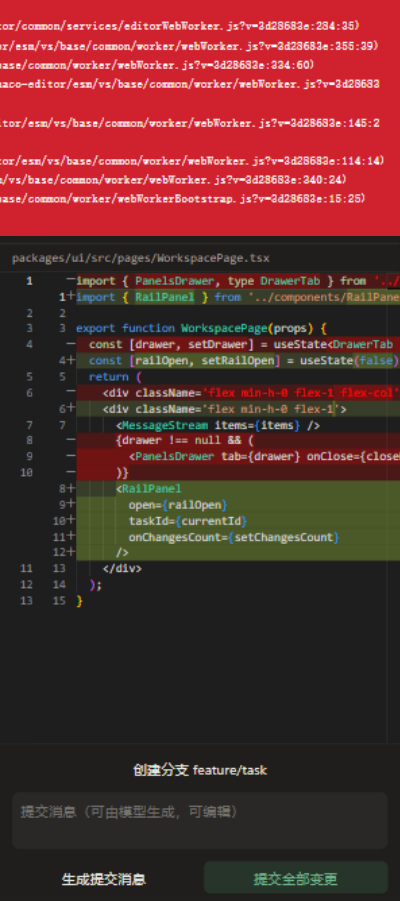 tor/common/services/editorWebWorker.js?v=3d28683e:284:35)
or/esm/vs/base/common/worker/webWorker.js?v=3d28683e:355:39)
base/common/worker/webWorker.js?v=3d28683e:334:60)
naco-editor/esm/vs/base/common/worker/webWorker.js?v=3d28683
itor/esm/vs/base/common/worker/webWorker.js?v=3d28683e:145:2
or/esm/vs/base/common/worker/webWorker.js?v=3d28683e:114:14)
m/vs/base/common/worker/webWorker.js?v=3d28683e:340:24)
base/common/worker/webWorkerBootstrap.js?v=3d28683e:15:25)
packages/ui/src/pages/WorkspacePage.tsx
1 −import { PanelsDrawer, type DrawerTab } from '../
1+import { RailPanel } from '../components/RailPane
2 2
3 3 export function WorkspacePage(props) {
4 − const [drawer, setDrawer] = useState<DrawerTab
4+ const [railOpen, setRailOpen] = useState(false)
5 5 return (
6 − <div className='flex min-h-0 flex-1 flex-col'
6+ <div className='flex min-h-0 flex-1'>
7 7 <MessageStream items={items} />
8 − {drawer !== null && (
9 − <PanelsDrawer tab={drawer} onClose={close
10 − )}
8+ <RailPanel
9+ open={railOpen}
10+ taskId={currentId}
11+ onChangesCount={setChangesCount}
12+ />
11 13 </div>
12 14 );
13 15 }
创建分支 feature/task
提交消息（可由模型生成，可编辑）
生成提交消息 提交全部变更